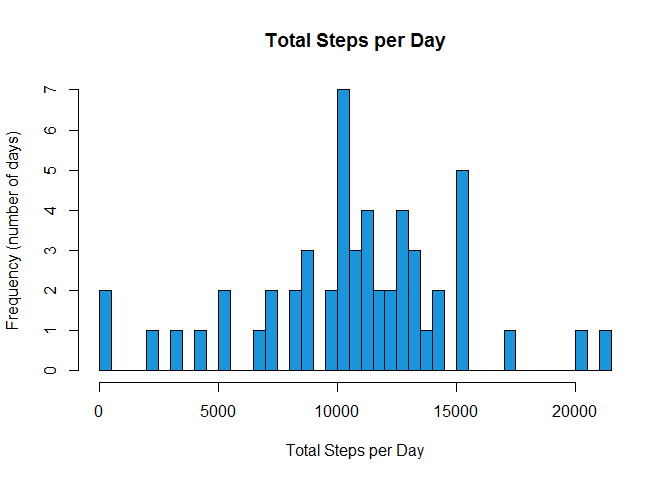 Total Steps per Day
Frequency (number of days)
7
6
5
4
3
2
1
0
0 5000 10000 15000 20000
Total Steps per Day